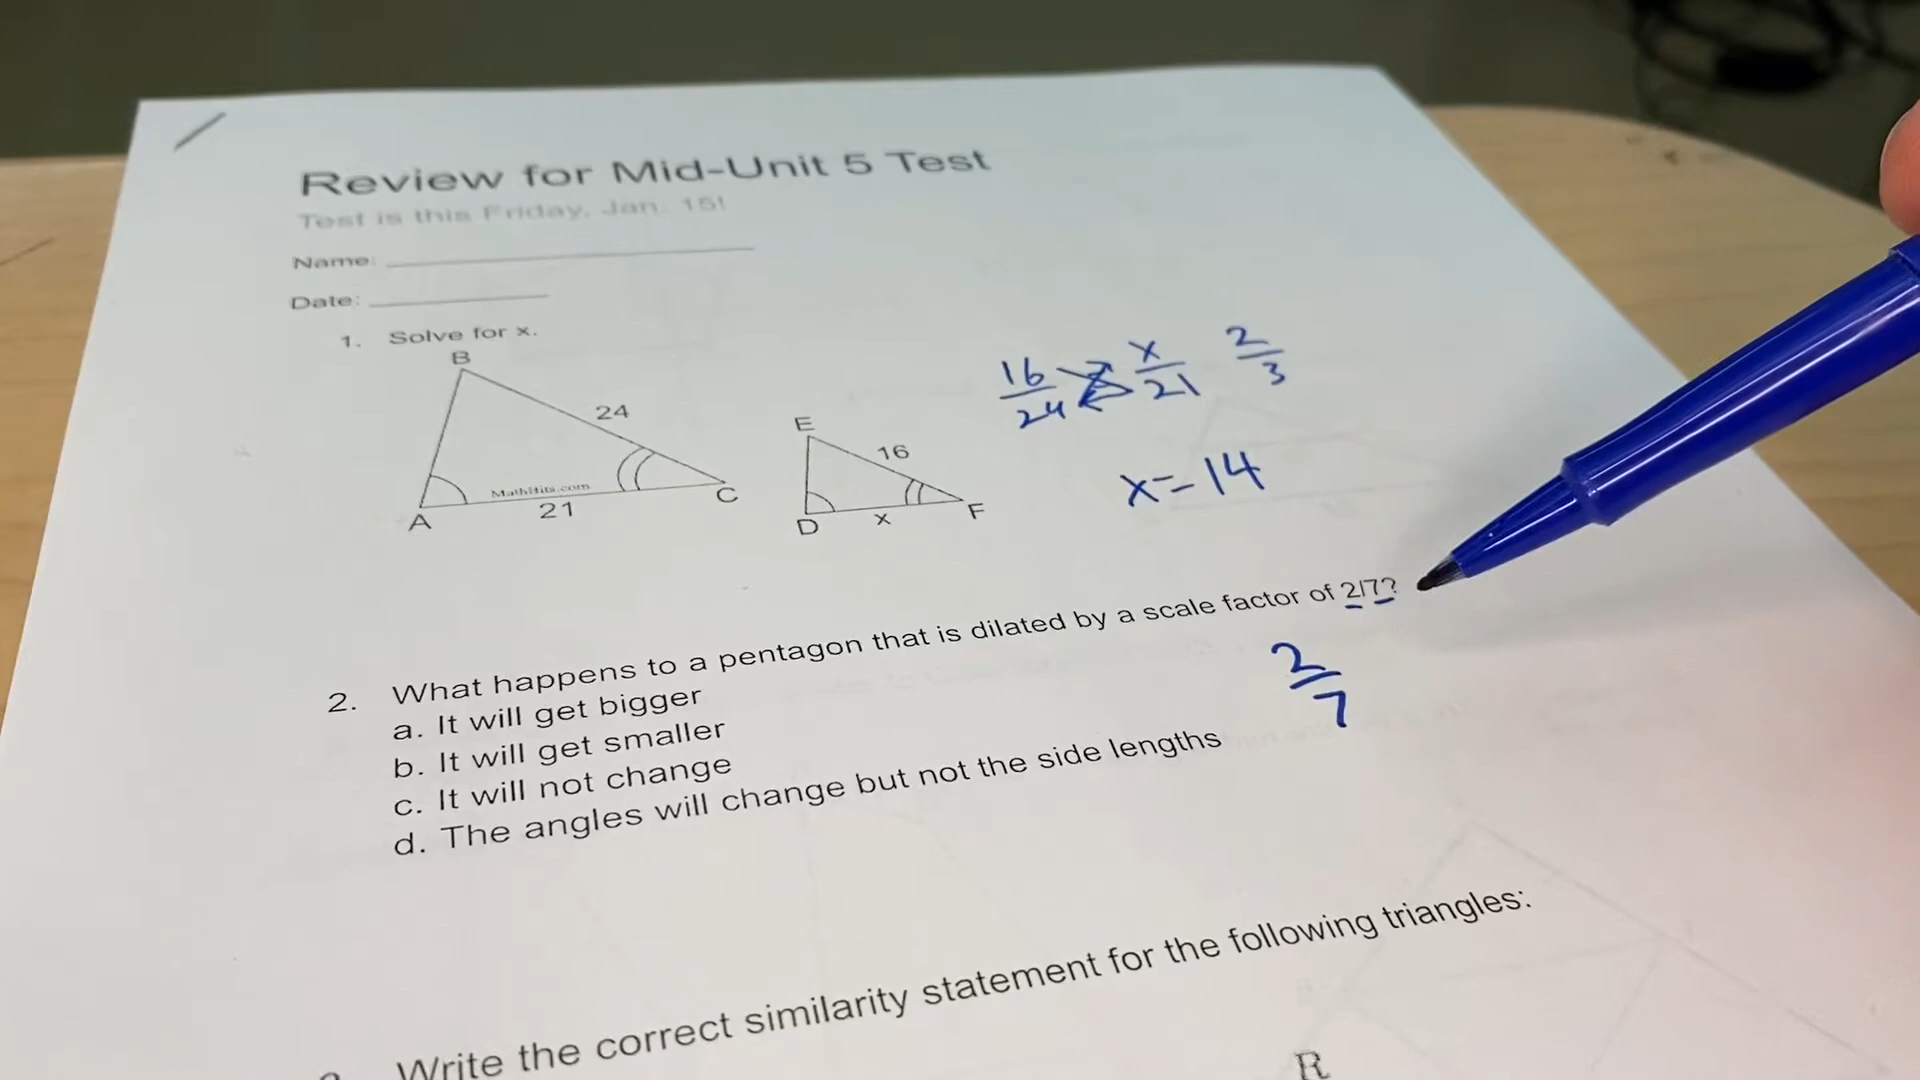 Review for Mid-Unit 5 Test
Test is this Friday, Jan. 15!
Name:
Date:
1. Solve for x.
B
24
A
MathBits.com
21
C
E
16
D
x
F
16/24 x/21 2/3
x=14
2. What happens to a pentagon that is dilated by a scale factor of 2/7?
2/7
a. It will get bigger
b. It will get smaller
c. It will not change
d. The angles will change but not the side lengths
Write the correct similarity statement for the following triangles:
R